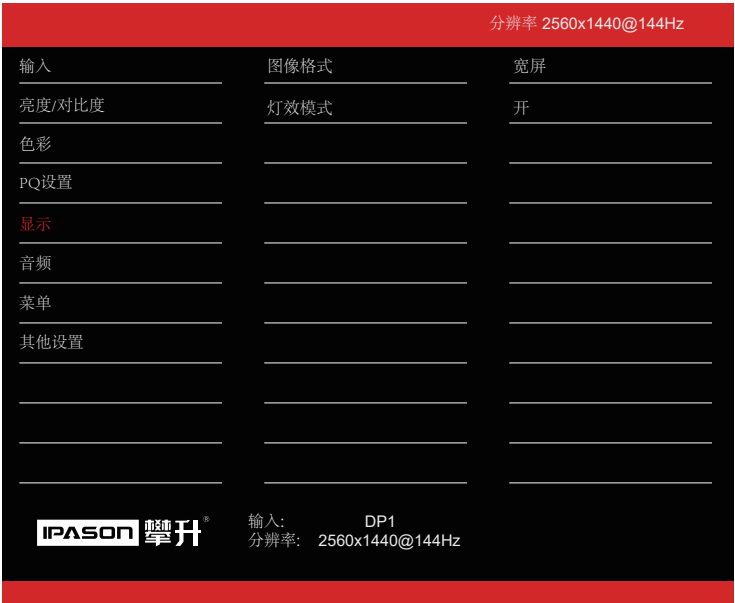 分辨率 2560x1440@144Hz
输入 图像格式 宽屏
亮度/对比度 灯效模式 开
色彩
PQ设置
显示
音频
菜单
其他设置
IPASON 攀升®
输入: DP1
分辨率: 2560x1440@144Hz